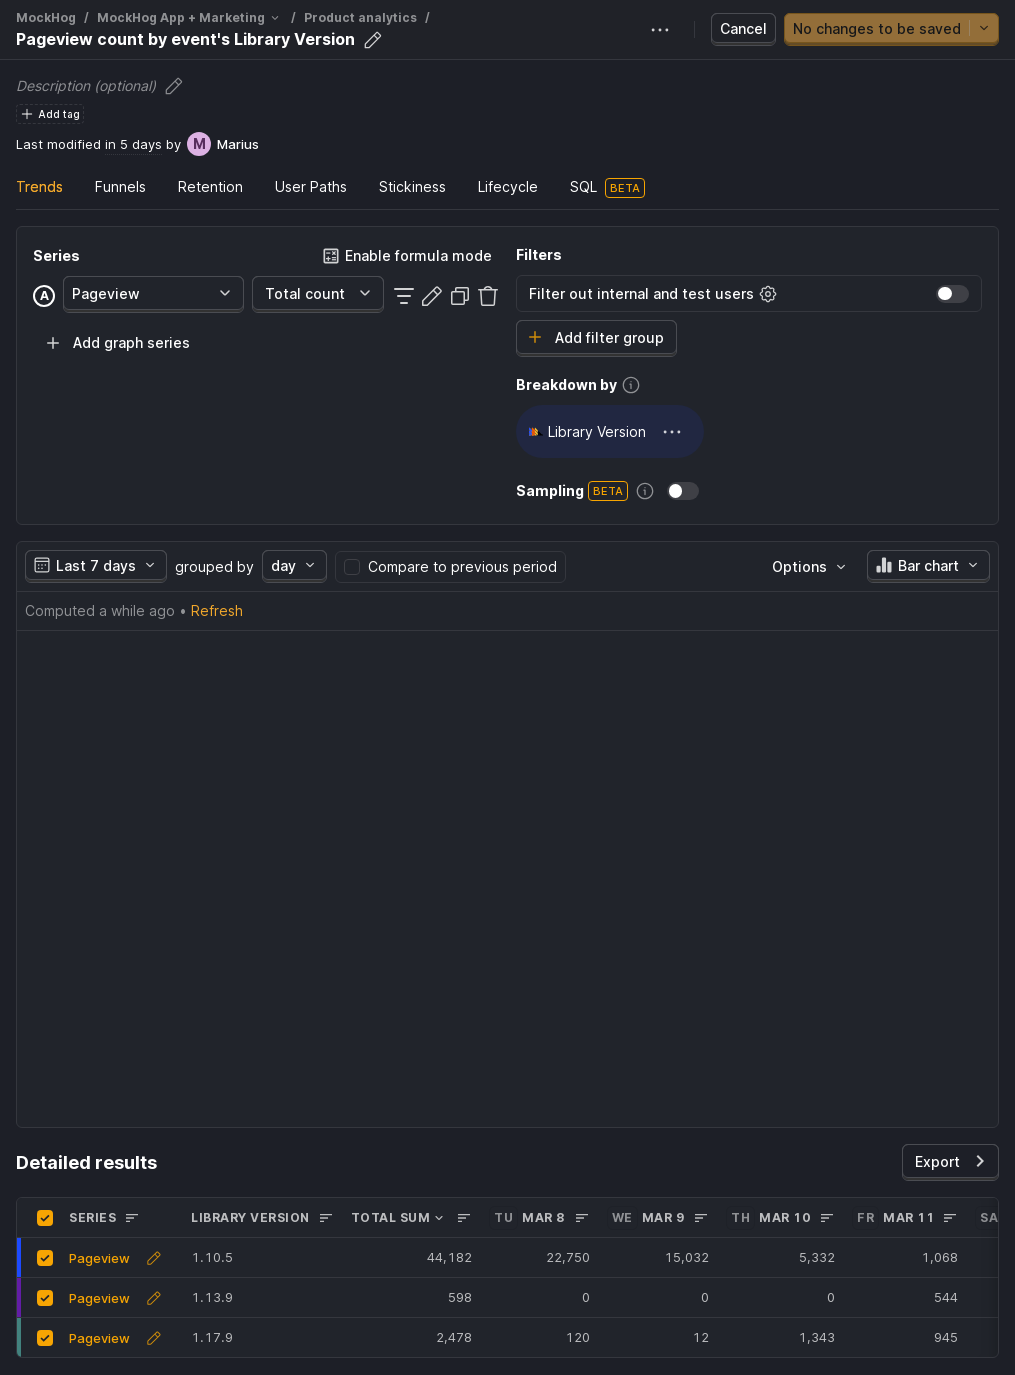 MockHog / MockHog App + Marketing / Product analytics /
Pageview count by event's Library Version
Cancel
No changes to be saved
Description (optional)
Add tag
Last modified in 5 days by M Marius
Trends Funnels Retention User Paths Stickiness Lifecycle SQL BETA
Series
Enable formula mode
A Pageview Total count
Add graph series
Filters
Filter out internal and test users
Add filter group
Breakdown by
Library Version
Sampling BETA
Last 7 days grouped by day Compare to previous period Options Bar chart
Computed a while ago • Refresh
Detailed results
Export
SERIES LIBRARY VERSION TOTAL SUM TU MAR 8 WE MAR 9 TH MAR 10 FR MAR 11 SA
Pageview 1.10.5 44,182 22,750 15,032 5,332 1,068
Pageview 1.13.9 598 0 0 0 544
Pageview 1.17.9 2,478 120 12 1,343 945